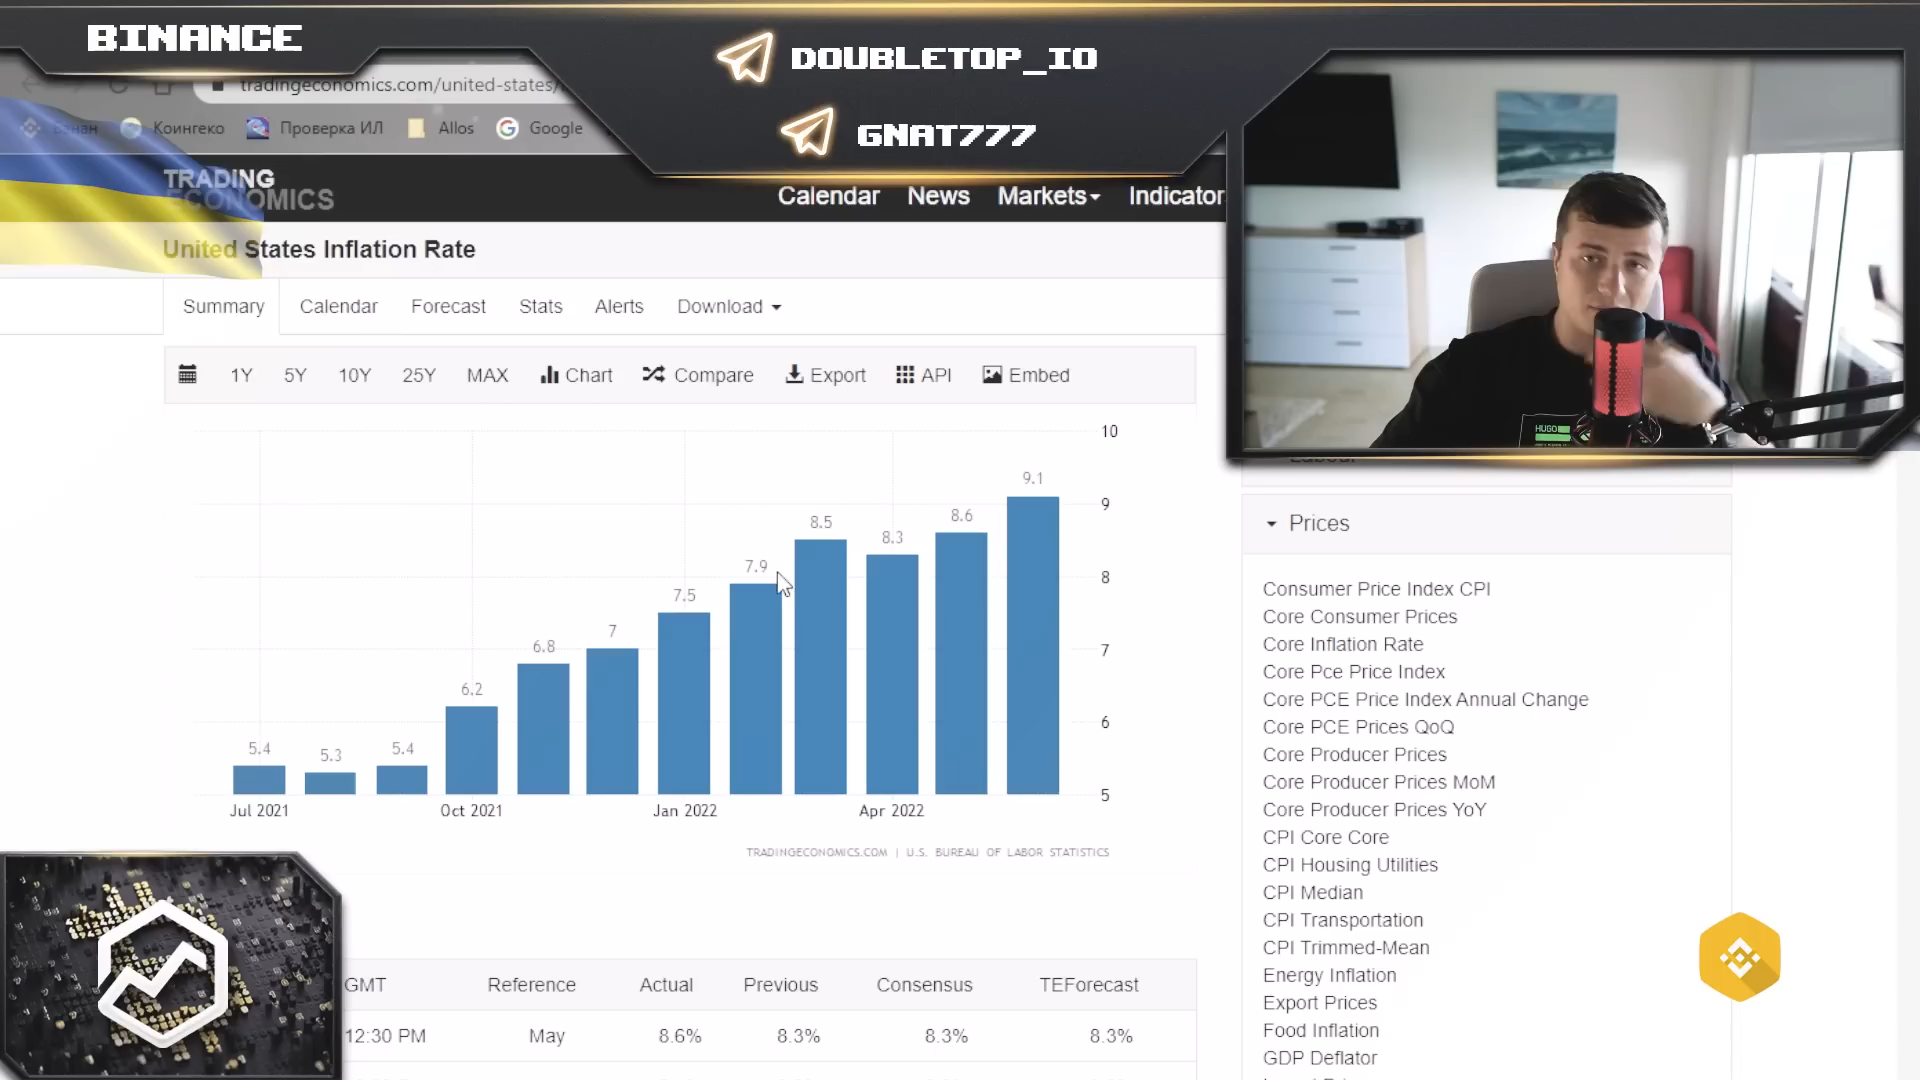 BINANCE
DOUBLETOP_IO
GNAT777
tradingeconomics.com/united-states/
Коингеко
Проверка ИЛ
Allos
Google
TRADING
ECONOMICS
Calendar
News
Markets
Indicator
United States Inflation Rate
Summary
Calendar
Forecast
Stats
Alerts
Download
1Y
5Y
10Y
25Y
MAX
Chart
Compare
Export
API
Embed
10
9
8
7
6
5
5.4
5.3
5.4
6.2
6.8
7
7.5
7.9
8.5
8.3
8.6
9.1
Jul 2021
Oct 2021
Jan 2022
Apr 2022
TRADINGECONOMICS.COM | U.S. BUREAU OF LABOR STATISTICS
GMT
Reference
Actual
Previous
Consensus
TEForecast
12:30 PM
May
8.6%
8.3%
8.3%
8.3%
HUGO
Prices
Consumer Price Index CPI
Core Consumer Prices
Core Inflation Rate
Core Pce Price Index
Core PCE Price Index Annual Change
Core PCE Prices QoQ
Core Producer Prices
Core Producer Prices MoM
Core Producer Prices YoY
CPI Core Core
CPI Housing Utilities
CPI Median
CPI Transportation
CPI Trimmed-Mean
Energy Inflation
Export Prices
Food Inflation
GDP Deflator